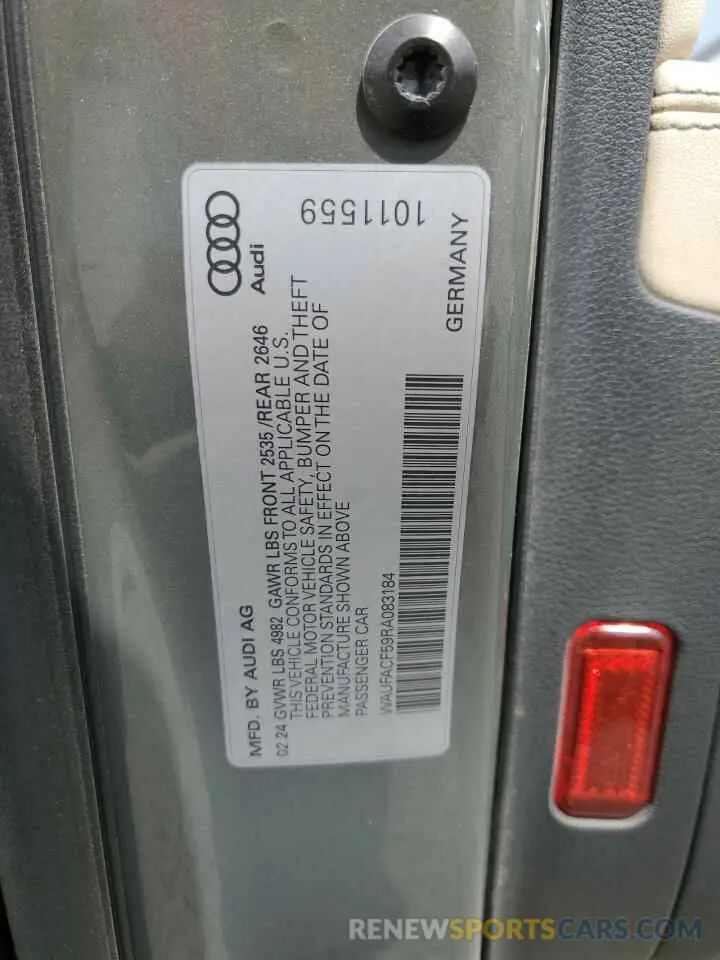 1011559
Audi
MFD. BY AUDI AG
GERMANY
02 24 GVWR LBS 4982 GAWR LBS FRONT 2535 /REAR 2646
THIS VEHICLE CONFORMS TO ALL APPLICABLE U.S.
FEDERAL MOTOR VEHICLE SAFETY, BUMPER AND THEFT
PREVENTION STANDARDS IN EFFECT ON THE DATE OF
MANUFACTURE SHOWN ABOVE
PASSENGER CAR
WAUFACF59RA083184
RENEWSPORTSCARS.COM